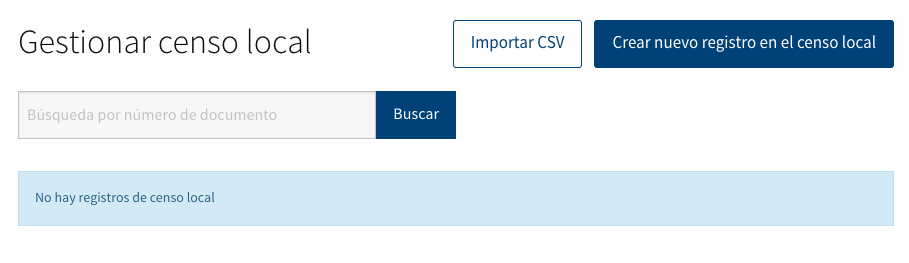 Gestionar censo local
Importar CSV
Crear nuevo registro en el censo local
Búsqueda por número de documento
Buscar
No hay registros de censo local